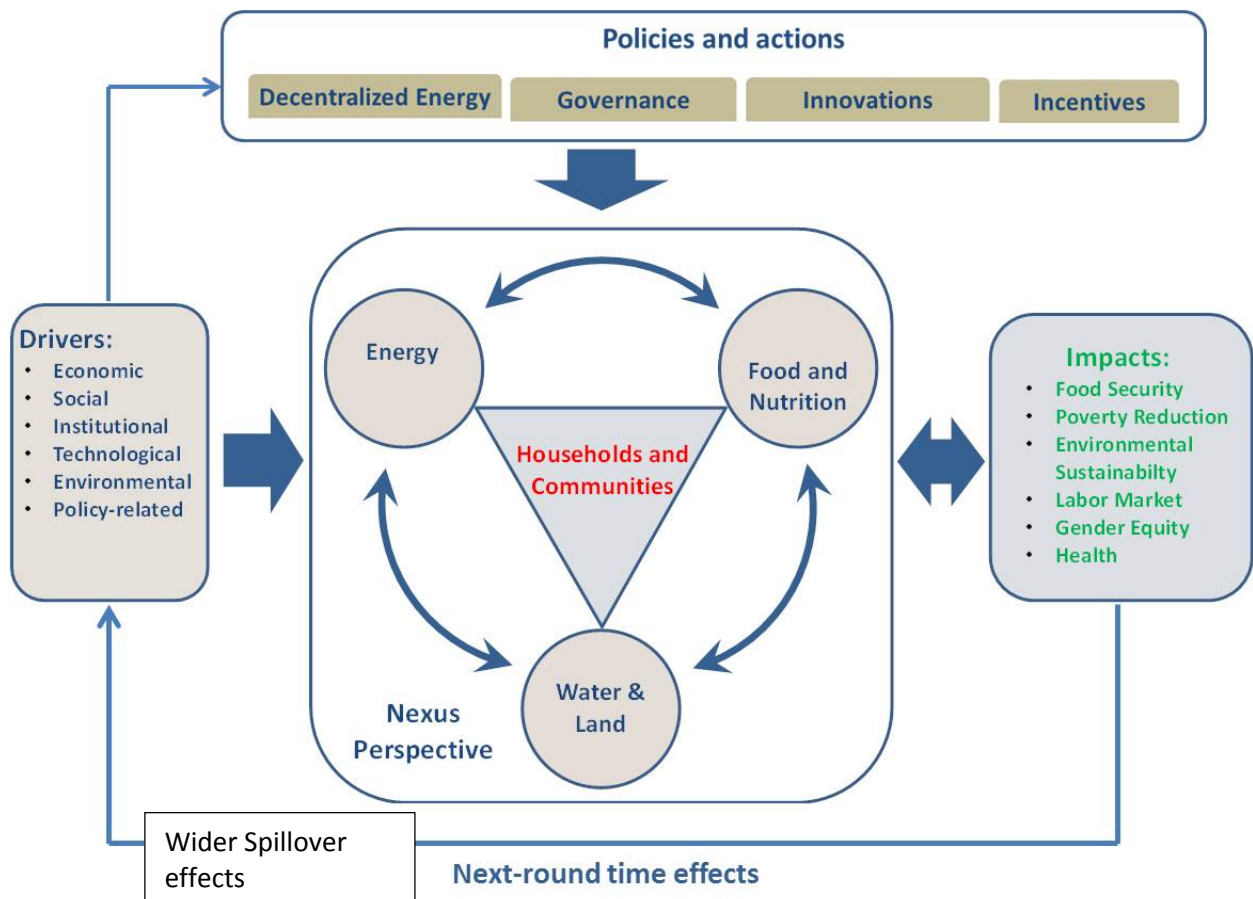 Policies and actions
Decentralized Energy
Governance
Innovations
Incentives
Drivers:
• Economic
• Social
• Institutional
• Technological
• Environmental
• Policy-related
Energy
Food and
Nutrition
Households and
Communities
Water &
Land
Nexus
Perspective
Impacts:
• Food Security
• Poverty Reduction
• Environmental
Sustainabilty
• Labor Market
• Gender Equity
• Health
Wider Spillover
effects
Next-round time effects